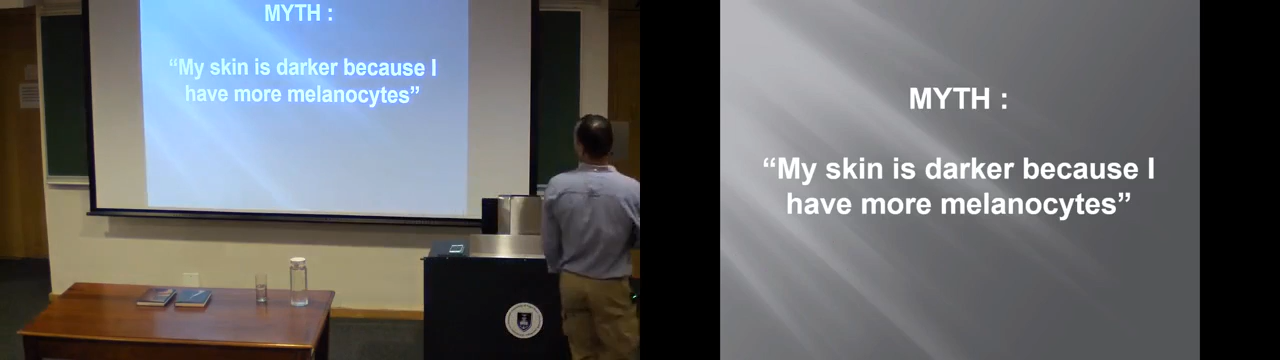 MYTH :
“My skin is darker because I
have more melanocytes”
MYTH :
“My skin is darker because I
have more melanocytes”